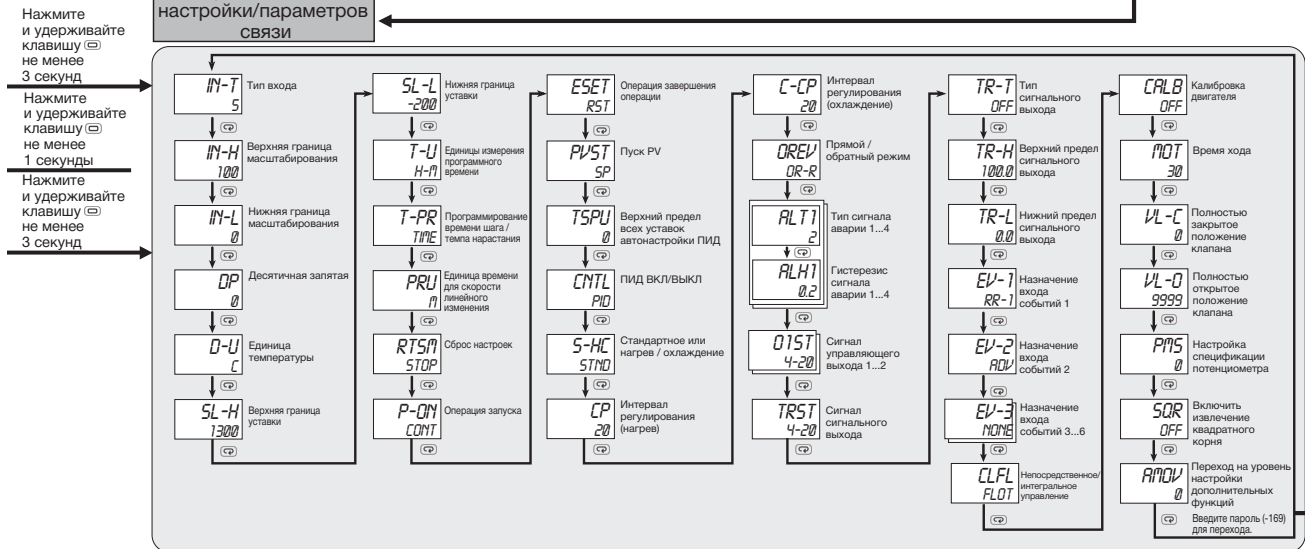 настройки/параметров
связи
Нажмите
и удерживайте
клавишу
не менее
3 секунд
Нажмите
и удерживайте
клавишу
не менее
1 секунды
Нажмите
и удерживайте
клавишу
не менее
3 секунд
IN-T
5
Тип входа
IN-H
100
Верхняя граница
масштабирования
IN-L
0
Нижняя граница
масштабирования
DP
0
Десятичная запятая
D-U
C
Единица
температуры
SL-H
1300
Верхняя граница
уставки
SL-L
-200
Нижняя граница
уставки
T-U
H-M
Единицы измерения
программного
времени
T-PR
TIME
Программирование
времени шага /
темпа нарастания
PRU
M
Единица времени
для скорости
линейного
изменения
RTSM
STOP
Сброс настроек
P-ON
CONT
Операция запуска
ESET
RST
Операция завершения
операции
PVST
SP
Пуск PV
TSPU
0
Верхний предел
всех уставок
автонастройки ПИД
CNTL
PID
ПИД ВКЛ/ВЫКЛ
S-HC
STND
Стандартное или
нагрев / охлаждение
CP
20
Интервал
регулирования
(нагрев)
C-CP
20
Интервал
регулирования
(охлаждение)
OREV
OR-R
Прямой /
обратный режим
ALT1
2
Тип сигнала
аварии 1...4
ALH1
0.2
Гистерезис
сигнала
аварии 1...4
O1ST
4-20
Сигнал
управляющего
выхода 1...2
TRST
4-20
Сигнал
сигнального
выхода
TR-T
OFF
Тип
сигнального
выхода
TR-H
100.0
Верхний предел
сигнального
выхода
TR-L
0.0
Нижний предел
сигнального
выхода
EV-1
RR-1
Назначение
входа
событий 1
EV-2
ADV
Назначение
входа
событий 2
EV-3
NONE
Назначение
входа
событий 3...6
CLFL
FLOT
Непосредственное/
интегральное
управление
CALB
OFF
Калибровка
двигателя
MOT
30
Время хода
VL-C
0
Полностью
закрытое
положение
клапана
VL-O
9999
Полностью
открытое
положение
клапана
PMS
0
Настройка
спецификации
потенциометра
SQR
OFF
Включить
извлечение
квадратного
корня
AMOV
0
Переход на уровень
настройки
дополнительных
функций
Введите пароль (-169)
для перехода.